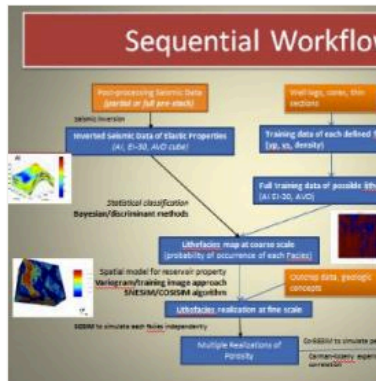 Sequential Workflow
Post-processing Seismic Data
(partial or full pre-stack)
Well-logs, cores, thin
sections
Seismic Inversion
Inverted Seismic Data of Elastic Properties
(AI, EI-30, AVO cube)
Training data of each defined
(vp, vs, density)
Full training data of possible
(AI EI-30, AVO)
Statistical classification
Bayesian/discriminant methods
Lithofacies map at coarse scale
(probability of occurrence of each Facies)
Spatial model for reservoir property
Variogram/training image approach
SNESIM/COSISIM algorithm
Outcrop data, geologic
concepts
Lithofacies realization at fine scale
SGSIM to simulate each facies independently
Multiple Realizations of
Porosity
CoSGSIM to simulate
correlation